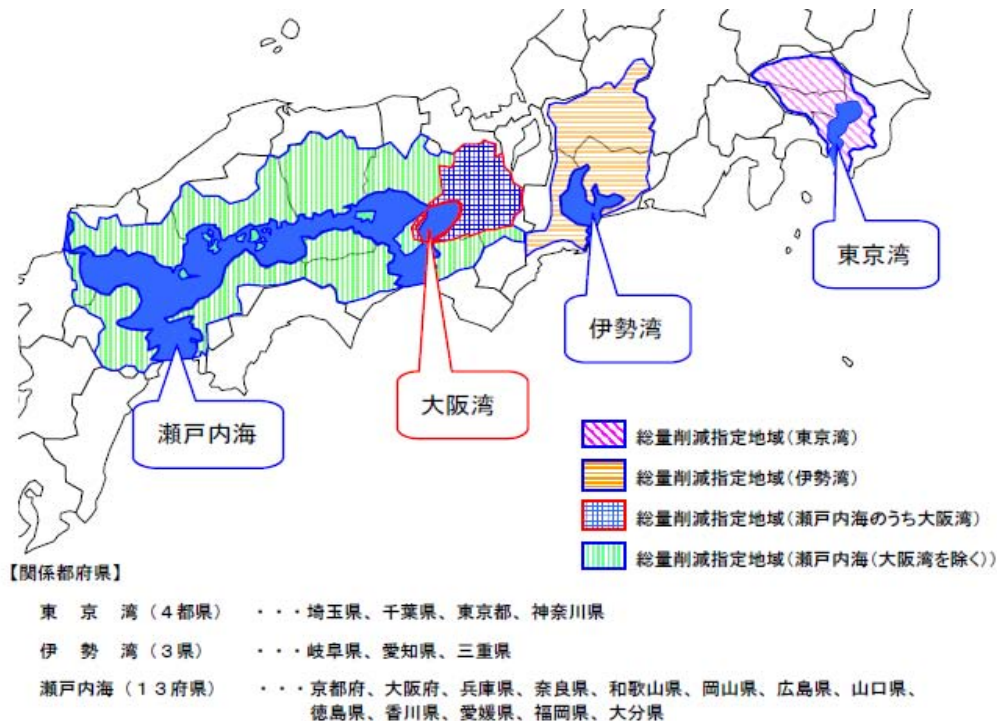 東京湾
伊勢湾
大阪湾
瀬戸内海
総量削減指定地域(東京湾)
総量削減指定地域(伊勢湾)
総量削減指定地域(瀬戸内海のうち大阪湾)
総量削減指定地域(瀬戸内海(大阪湾を除く))
【関係都府県】
東 京 湾(4都県) ・・・埼玉県、千葉県、東京都、神奈川県
伊 勢 湾(3県) ・・・岐阜県、愛知県、三重県
瀬戸内海(13府県) ・・・京都府、大阪府、兵庫県、奈良県、和歌山県、岡山県、広島県、山口県、
徳島県、香川県、愛媛県、福岡県、大分県